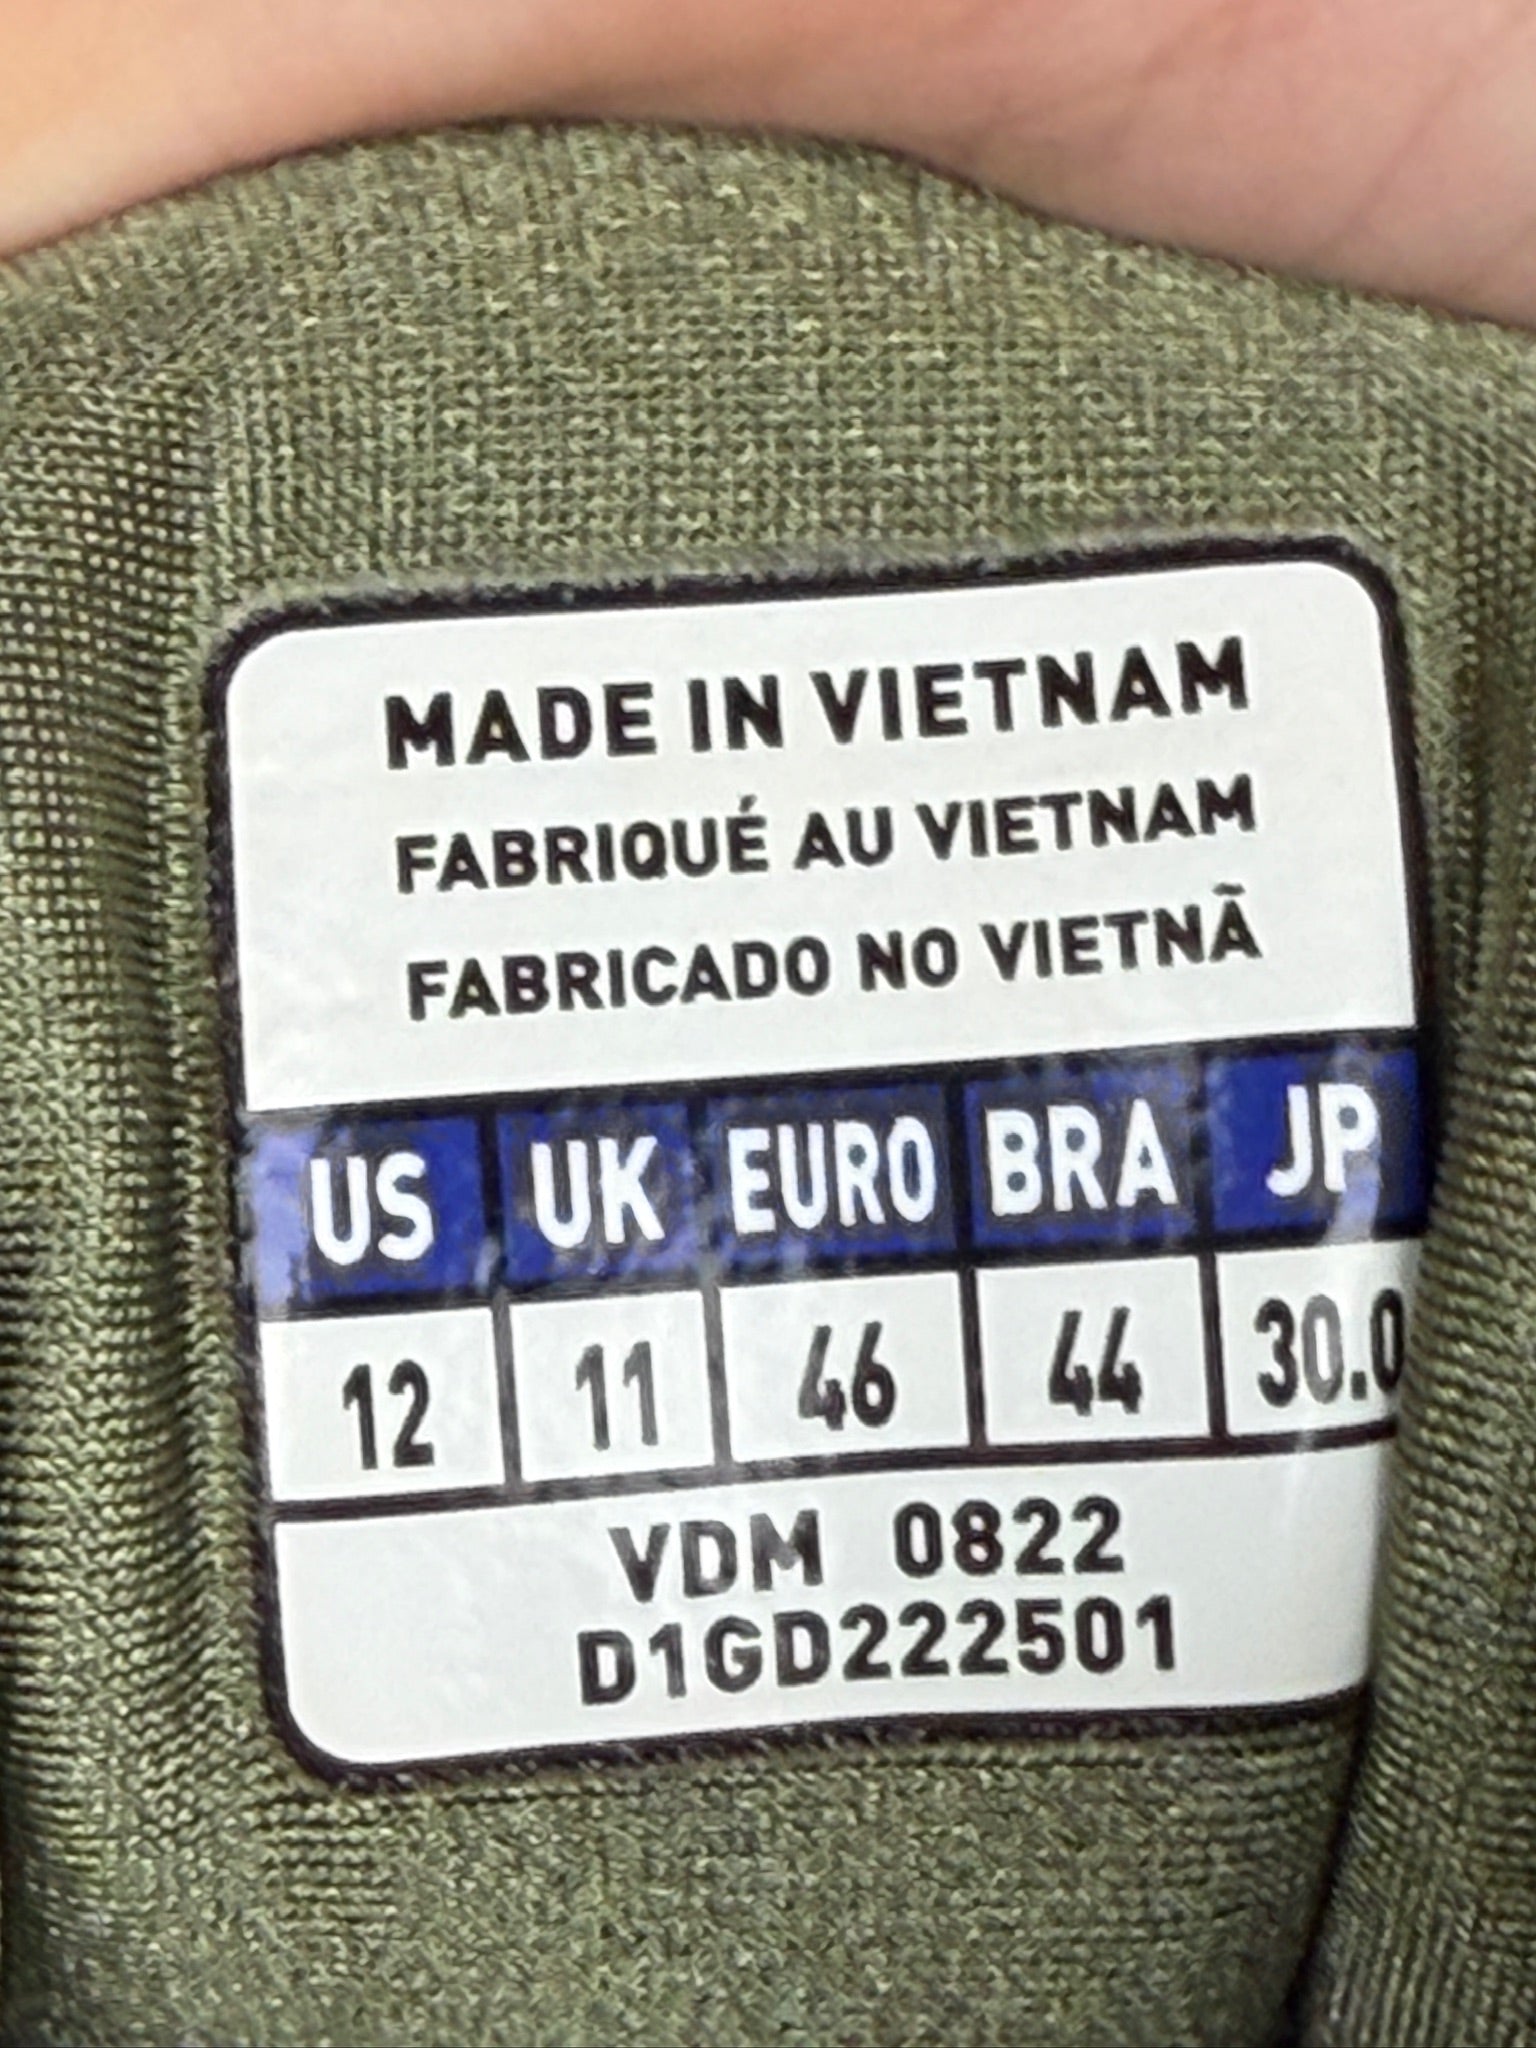 MADE IN VIETNAM
FABRIQUÉ AU VIETNAM
FABRICADO NO VIETNÃ
US UK EURO BRA JP
12 11 46 44 30.0
VDM 0822
D1GD222501